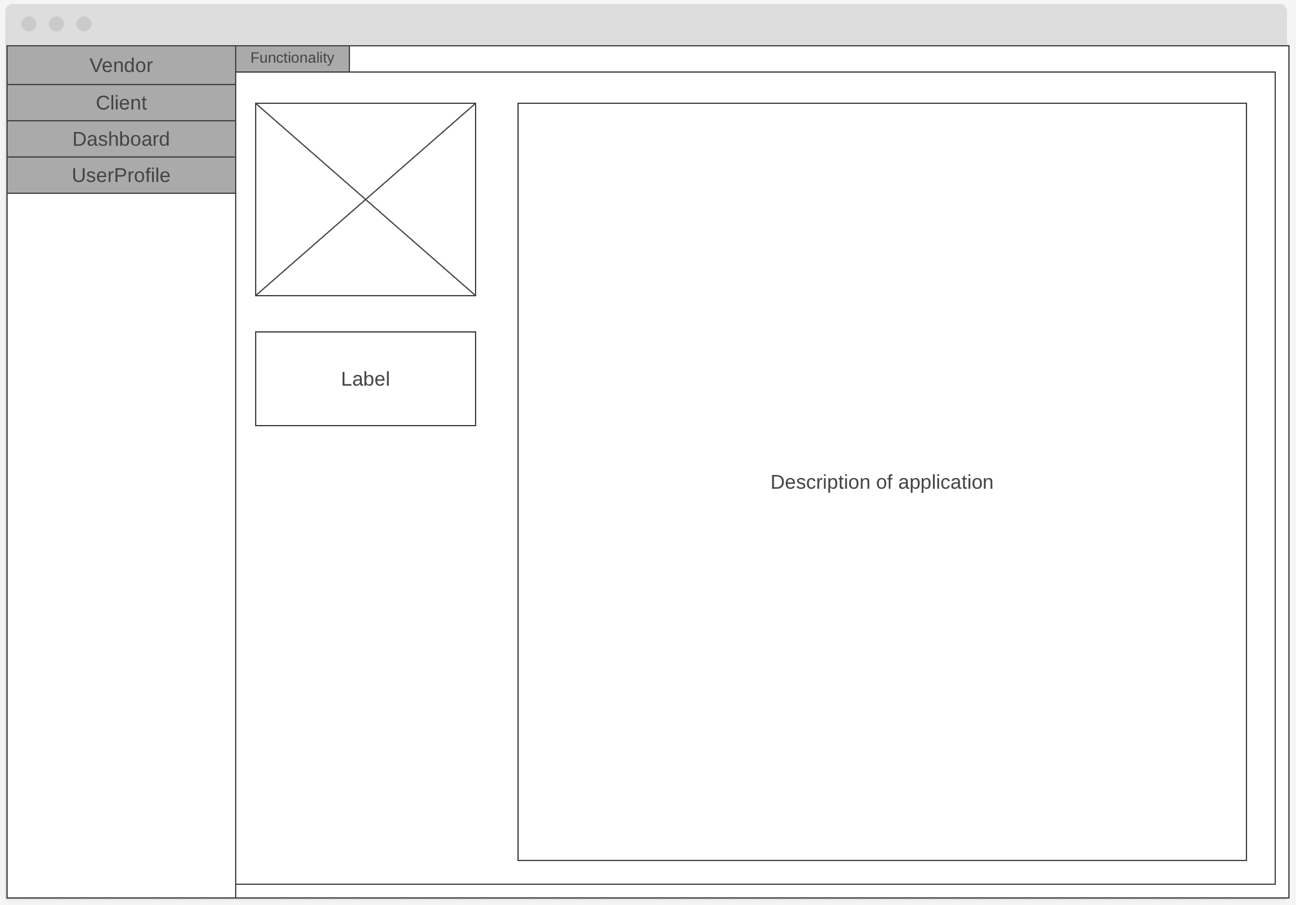 Vendor
Client
Dashboard
UserProfile
Functionality
Label
Description of application